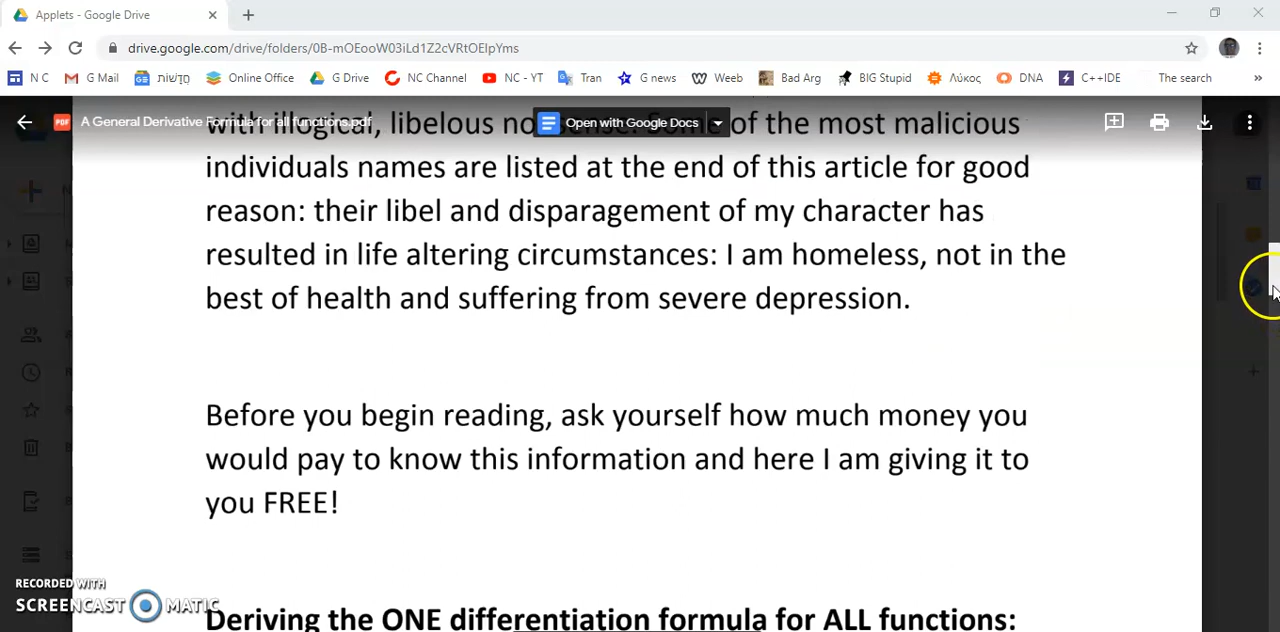 Applets - Google Drive
drive.google.com/drive/folders/0B-mOEooW03iLd1Z2cVRtOEIpYms
N C G Mail חֲדָשׁוֹת Online Office G Drive NC Channel NC - YT Tran G news Weeb Bad Arg BIG Stupid Λύκος DNA C++IDE The search »
PDF A General Derivative Formula for all functions.pdf Open with Google Docs
with illogical, libelous Some of the most malicious
individuals names are listed at the end of this article for good
reason: their libel and disparagement of my character has
resulted in life altering circumstances: I am homeless, not in the
best of health and suffering from severe depression.
Before you begin reading, ask yourself how much money you
would pay to know this information and here I am giving it to
you FREE!
RECORDED WITH
SCREENCAST MATIC
Deriving the ONE differentiation formula for ALL functions: